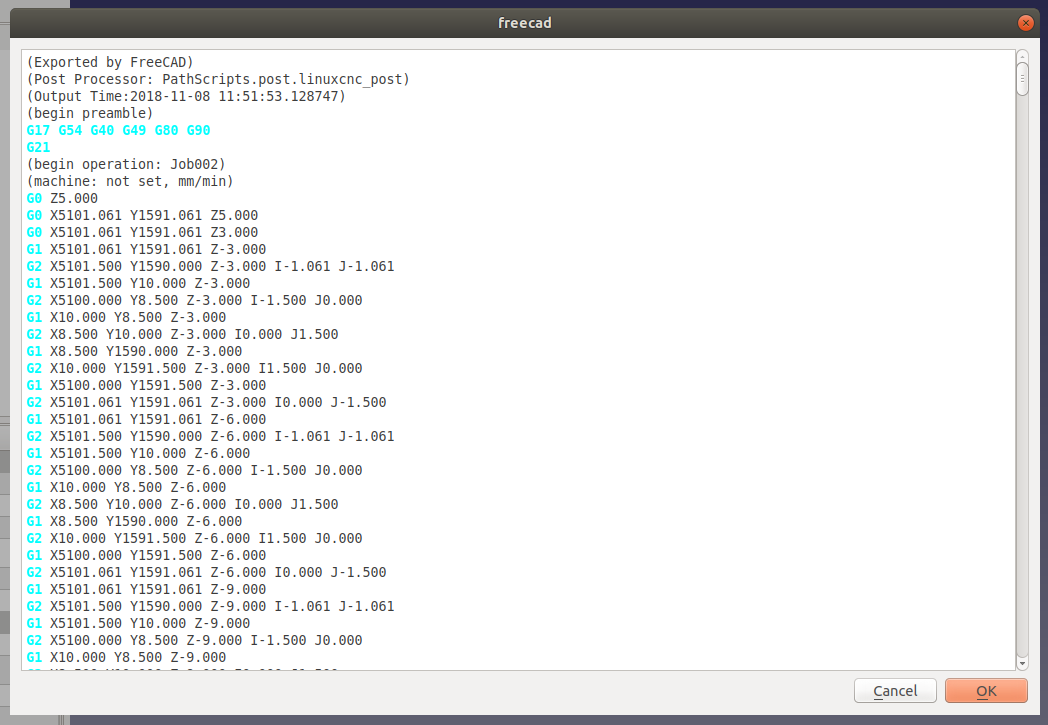 freecad
(Exported by FreeCAD)
(Post Processor: PathScripts.post.linuxcnc_post)
(Output Time:2018-11-08 11:51:53.128747)
(begin preamble)
G17 G54 G40 G49 G80 G90
G21
(begin operation: Job002)
(machine: not set, mm/min)
G0 Z5.000
G0 X5101.061 Y1591.061 Z5.000
G0 X5101.061 Y1591.061 Z3.000
G1 X5101.061 Y1591.061 Z-3.000
G2 X5101.500 Y1590.000 Z-3.000 I-1.061 J-1.061
G1 X5101.500 Y10.000 Z-3.000
G2 X5100.000 Y8.500 Z-3.000 I-1.500 J0.000
G1 X10.000 Y8.500 Z-3.000
G2 X8.500 Y10.000 Z-3.000 I0.000 J1.500
G1 X8.500 Y1590.000 Z-3.000
G2 X10.000 Y1591.500 Z-3.000 I1.500 J0.000
G1 X5100.000 Y1591.500 Z-3.000
G2 X5101.061 Y1591.061 Z-3.000 I0.000 J-1.500
G1 X5101.061 Y1591.061 Z-6.000
G2 X5101.500 Y1590.000 Z-6.000 I-1.061 J-1.061
G1 X5101.500 Y10.000 Z-6.000
G2 X5100.000 Y8.500 Z-6.000 I-1.500 J0.000
G1 X10.000 Y8.500 Z-6.000
G2 X8.500 Y10.000 Z-6.000 I0.000 J1.500
G1 X8.500 Y1590.000 Z-6.000
G2 X10.000 Y1591.500 Z-6.000 I1.500 J0.000
G1 X5100.000 Y1591.500 Z-6.000
G2 X5101.061 Y1591.061 Z-6.000 I0.000 J-1.500
G1 X5101.061 Y1591.061 Z-9.000
G2 X5101.500 Y1590.000 Z-9.000 I-1.061 J-1.061
G1 X5101.500 Y10.000 Z-9.000
G2 X5100.000 Y8.500 Z-9.000 I-1.500 J0.000
G1 X10.000 Y8.500 Z-9.000
Cancel
OK